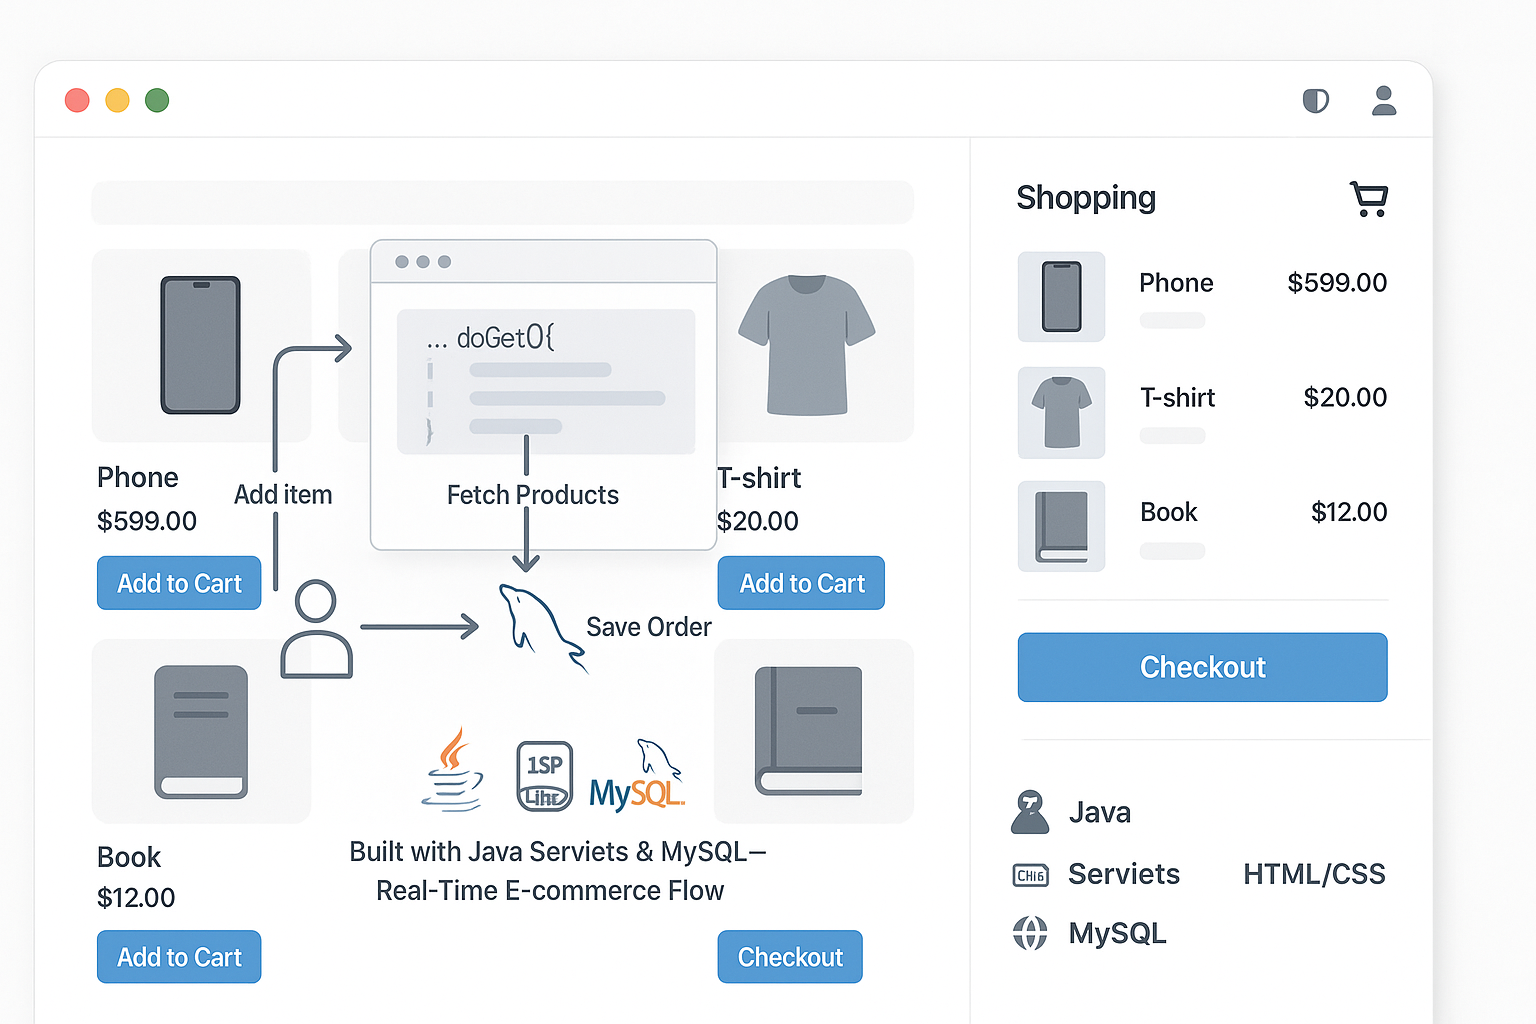 Shopping
... doGetO{
Phone $599.00
T-shirt $20.00
Book $12.00
Phone
$599.00
Add to Cart
Add item
Fetch Products
T-shirt
$20.00
Add to Cart
Save Order
Checkout
1SP
MySQL.
Built with Java Serviets & MySQL–
Real-Time E-commerce Flow
Book
$12.00
Add to Cart
Checkout
Java
CHI6
Serviets HTML/CSS
MySQL